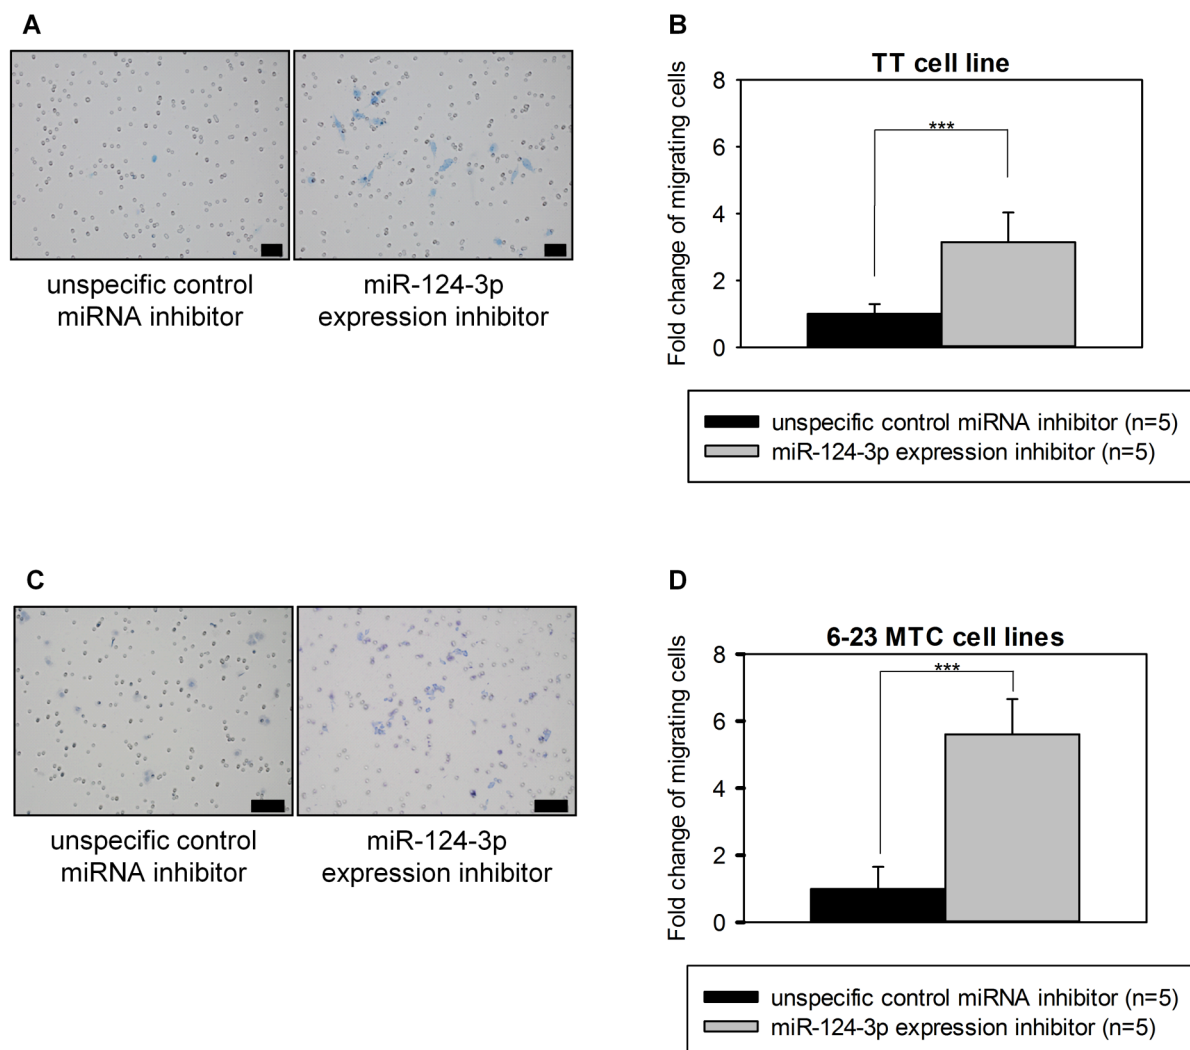 A
unspecific control
miRNA inhibitor
miR-124-3p
expression inhibitor
B
TT cell line
Fold change of migrating cells
8
6
4
2
0
***
unspecific control miRNA inhibitor (n=5)
miR-124-3p expression inhibitor (n=5)
C
unspecific control
miRNA inhibitor
miR-124-3p
expression inhibitor
D
6-23 MTC cell lines
Fold change of migrating cells
8
6
4
2
0
***
unspecific control miRNA inhibitor (n=5)
miR-124-3p expression inhibitor (n=5)